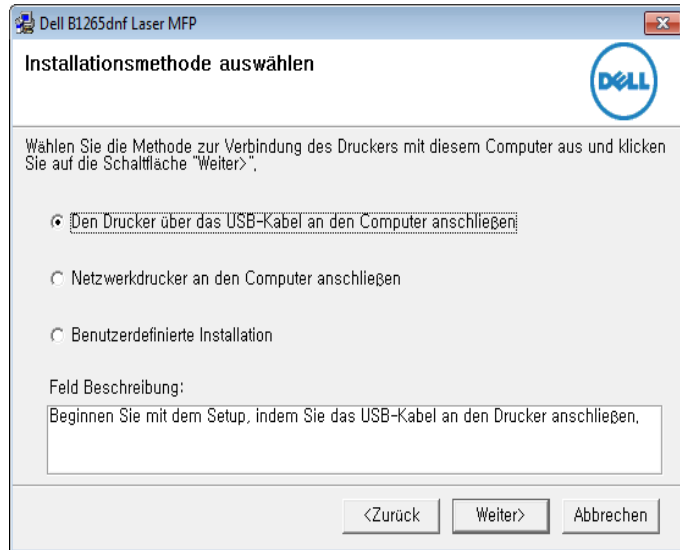 Dell B1265dnf Laser MFP
Installationsmethode auswählen
DELL
Wählen Sie die Methode zur Verbindung des Druckers mit diesem Computer aus und klicken
Sie auf die Schaltfläche "Weiter>".
Den Drucker über das USB-Kabel an den Computer anschließen
Netzwerkdrucker an den Computer anschließen
Benutzerdefinierte Installation
Feld Beschreibung:
Beginnen Sie mit dem Setup, indem Sie das USB-Kabel an den Drucker anschließen.
<Zurück Weiter> Abbrechen